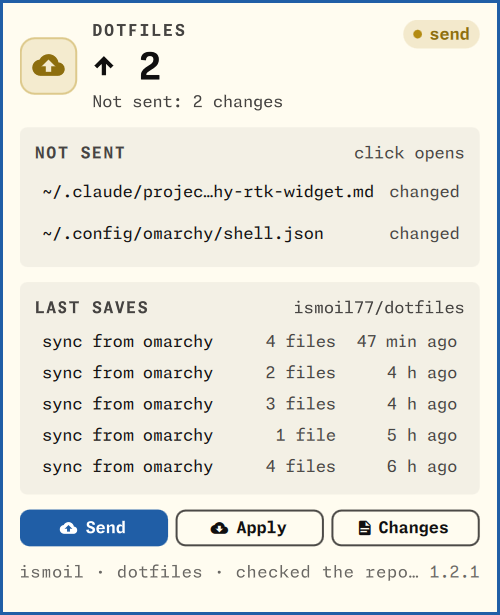 DOTFILES
send
↑ 2
Not sent: 2 changes
NOT SENT click opens
~/.claude/projec…hy-rtk-widget.md changed
~/.config/omarchy/shell.json changed
LAST SAVES ismoil77/dotfiles
sync from omarchy 4 files 47 min ago
sync from omarchy 2 files 4 h ago
sync from omarchy 3 files 4 h ago
sync from omarchy 1 file 5 h ago
sync from omarchy 4 files 6 h ago
Send Apply Changes
ismoil · dotfiles · checked the repo… 1.2.1